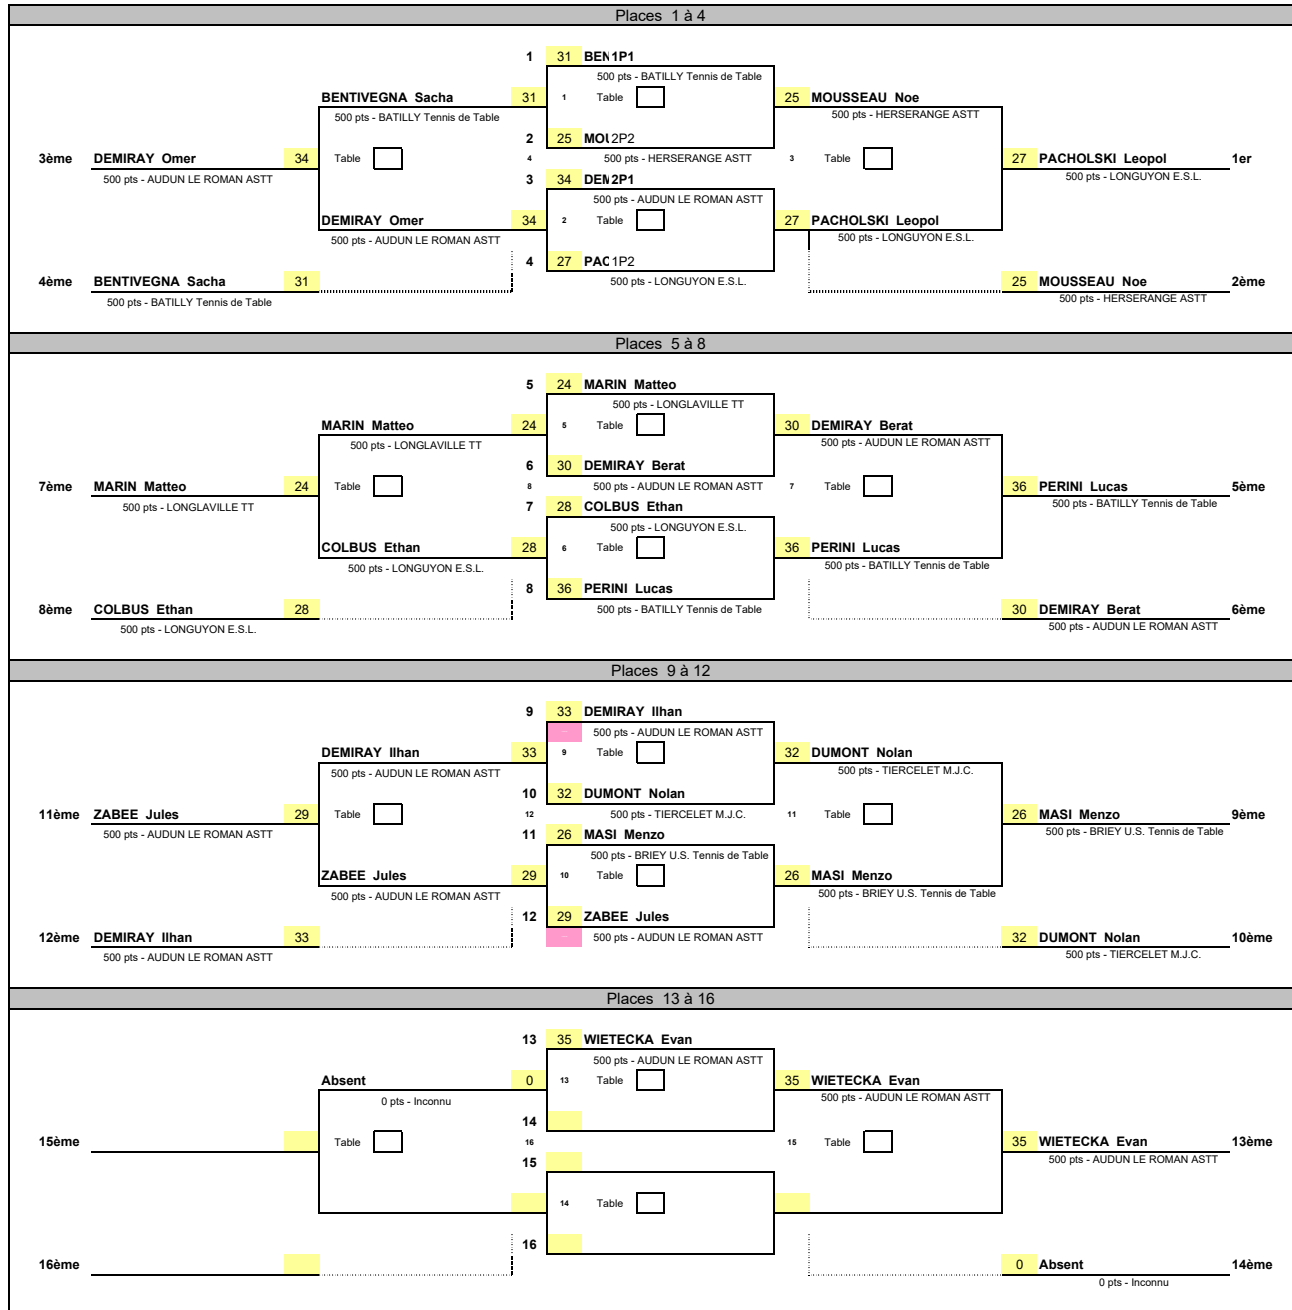 Places 1 à 4
1 31 BEN 1P1
500 pts - BATILLY Tennis de Table
BENTIVEGNA Sacha 31 1 Table 25 MOUSSEAU Noe
500 pts - BATILLY Tennis de Table 500 pts - HERSERANGE ASTT
2 25 MOU 2P2
3ème DEMIRAY Omer 34 Table 4 500 pts - HERSERANGE ASTT 3 Table 27 PACHOLSKI Leopol 1er
500 pts - AUDUN LE ROMAN ASTT 3 34 DEM 2P1 500 pts - LONGUYON E.S.L.
500 pts - AUDUN LE ROMAN ASTT
DEMIRAY Omer 34 2 Table 27 PACHOLSKI Leopol
500 pts - AUDUN LE ROMAN ASTT 500 pts - LONGUYON E.S.L.
4 27 PAC 1P2
4ème BENTIVEGNA Sacha 31 500 pts - LONGUYON E.S.L. 25 MOUSSEAU Noe 2ème
500 pts - BATILLY Tennis de Table 500 pts - HERSERANGE ASTT
Places 5 à 8
5 24 MARIN Matteo
500 pts - LONGLAVILLE TT
MARIN Matteo 24 5 Table 30 DEMIRAY Berat
500 pts - LONGLAVILLE TT 500 pts - AUDUN LE ROMAN ASTT
6 30 DEMIRAY Berat
7ème MARIN Matteo 24 Table 8 500 pts - AUDUN LE ROMAN ASTT 7 Table 36 PERINI Lucas 5ème
500 pts - LONGLAVILLE TT 7 28 COLBUS Ethan 500 pts - BATILLY Tennis de Table
500 pts - LONGUYON E.S.L.
COLBUS Ethan 28 6 Table 36 PERINI Lucas
500 pts - LONGUYON E.S.L. 500 pts - BATILLY Tennis de Table
8 36 PERINI Lucas
8ème COLBUS Ethan 28 500 pts - BATILLY Tennis de Table 30 DEMIRAY Berat 6ème
500 pts - LONGUYON E.S.L. 500 pts - AUDUN LE ROMAN ASTT
Places 9 à 12
9 33 DEMIRAY Ilhan
500 pts - AUDUN LE ROMAN ASTT
DEMIRAY Ilhan 33 9 Table 32 DUMONT Nolan
500 pts - AUDUN LE ROMAN ASTT 500 pts - TIERCELET M.J.C.
10 32 DUMONT Nolan
11ème ZABEE Jules 29 Table 12 500 pts - TIERCELET M.J.C. 11 Table 26 MASI Menzo 9ème
500 pts - AUDUN LE ROMAN ASTT 11 26 MASI Menzo 500 pts - BRIEY U.S. Tennis de Table
500 pts - BRIEY U.S. Tennis de Table
ZABEE Jules 29 10 Table 26 MASI Menzo
500 pts - AUDUN LE ROMAN ASTT 500 pts - BRIEY U.S. Tennis de Table
12 29 ZABEE Jules
12ème DEMIRAY Ilhan 33 500 pts - AUDUN LE ROMAN ASTT 32 DUMONT Nolan 10ème
500 pts - AUDUN LE ROMAN ASTT 500 pts - TIERCELET M.J.C.
Places 13 à 16
13 35 WIETECKA Evan
500 pts - AUDUN LE ROMAN ASTT
Absent 0 13 Table 35 WIETECKA Evan
0 pts - Inconnu 500 pts - AUDUN LE ROMAN ASTT
14
15ème Table 16 15 Table 35 WIETECKA Evan 13ème
15 500 pts - AUDUN LE ROMAN ASTT
14 Table
16
16ème 0 Absent 14ème
0 pts - Inconnu